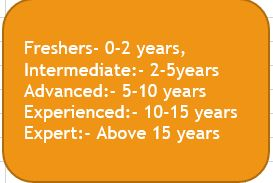 Freshers- 0-2 years,
Intermediate:- 2-5years
Advanced:- 5-10 years
Experienced:- 10-15 years
Expert:- Above 15 years